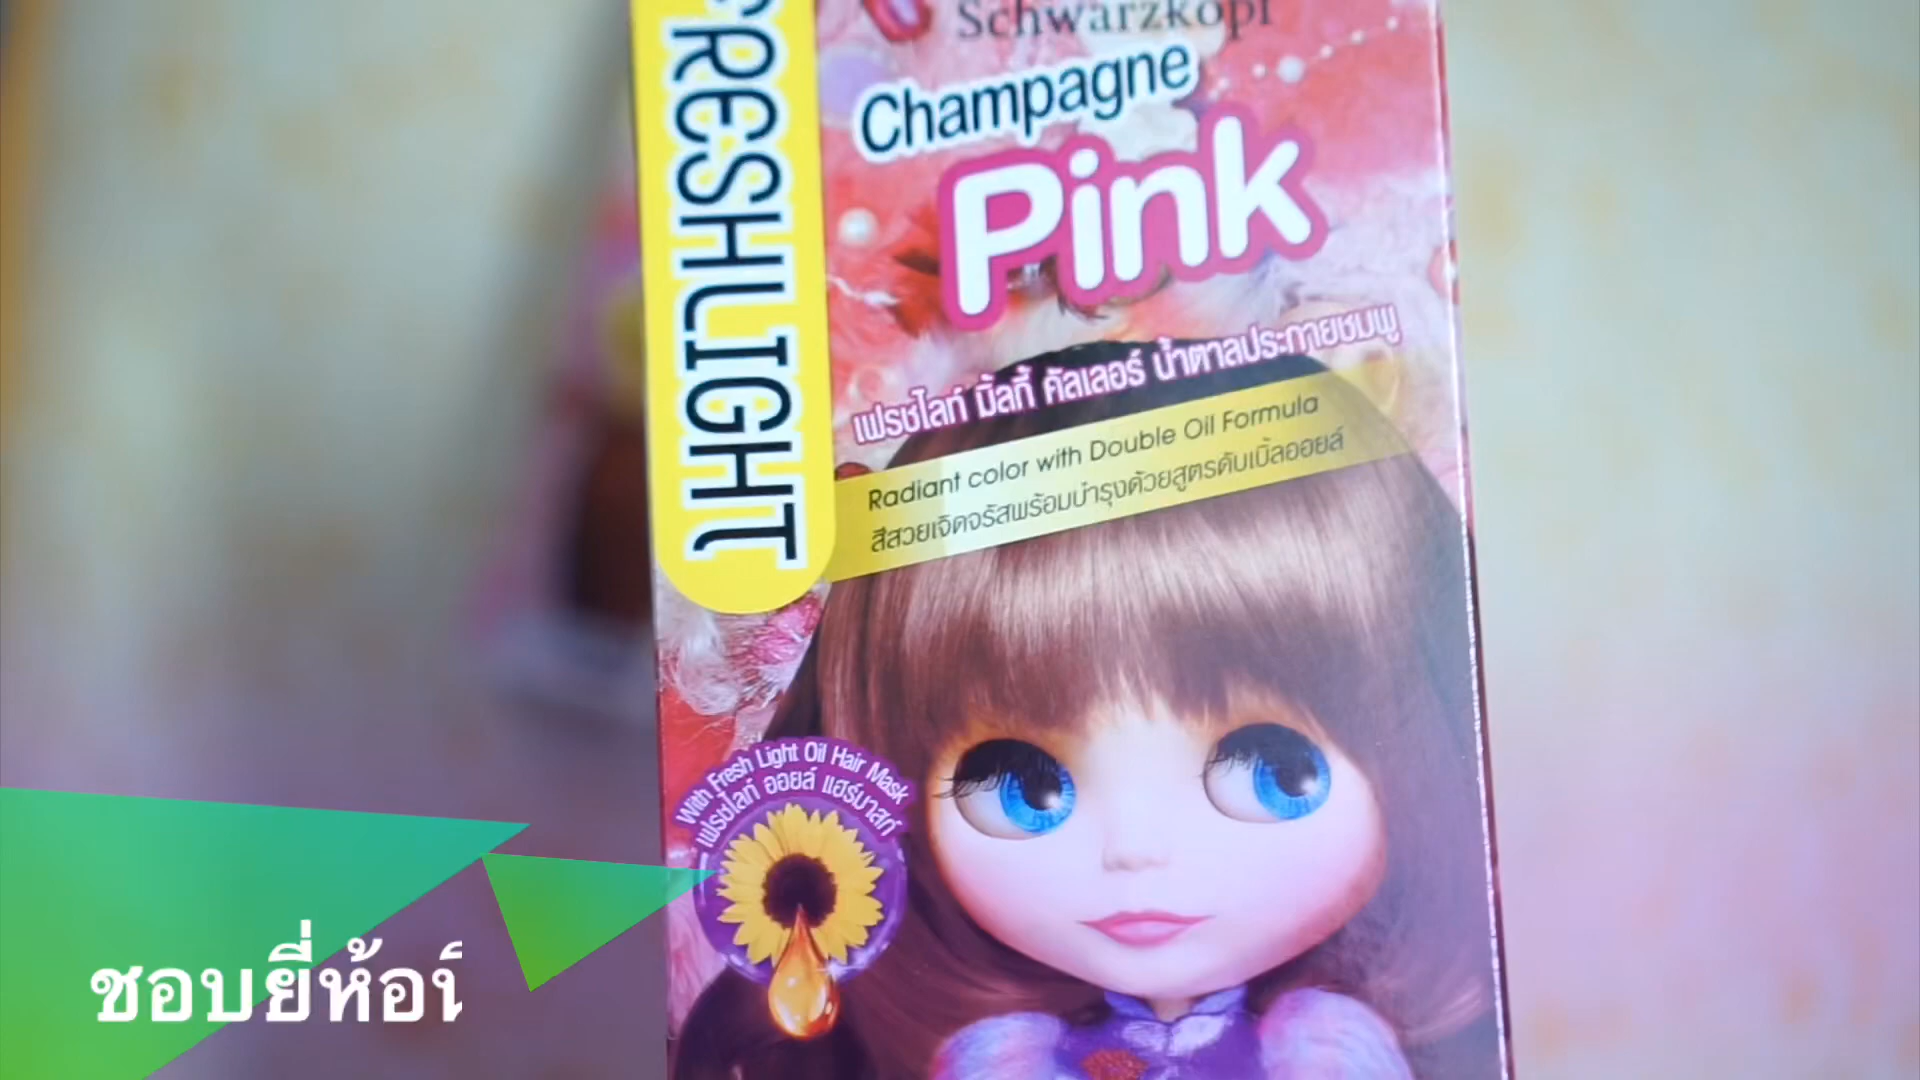 Schwarzkopf
FRESHLIGHT
Champagne
Pink
เฟรชไลท์ มิ้ลกี้ คัลเลอร์ น้ำตาลประกายชมพู
Radiant color with Double Oil Formula
สีสวยเจิดจรัสพร้อมบำรุงด้วยสูตรดับเบิ้ลออยล์
With Fresh Light Oil Hair Mask
เฟรชไลท์ ออยล์ แฮร์มาสก์
ชอบยี่ห้อ